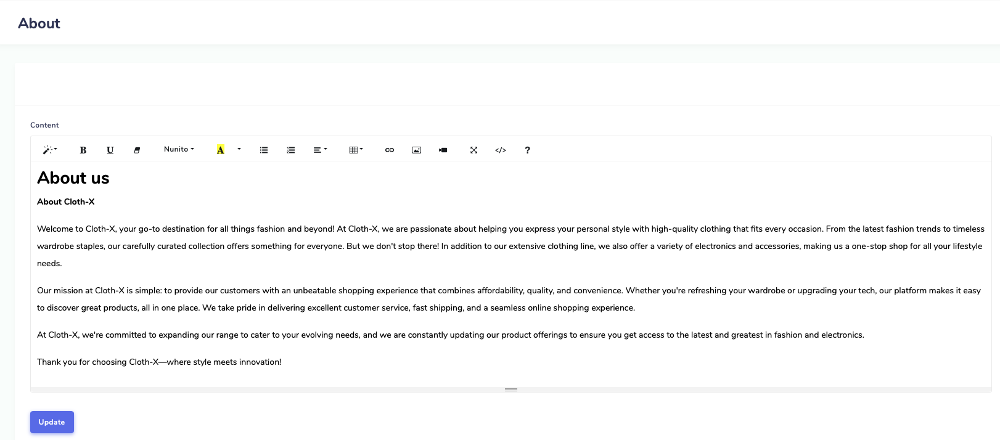 About
Content
B U Nunito A </> ?
About us
About Cloth-X
Welcome to Cloth-X, your go-to destination for all things fashion and beyond! At Cloth-X, we are passionate about helping you express your personal style with high-quality clothing that fits every occasion. From the latest fashion trends to timeless
wardrobe staples, our carefully curated collection offers something for everyone. But we don't stop there! In addition to our extensive clothing line, we also offer a variety of electronics and accessories, making us a one-stop shop for all your lifestyle
needs.
Our mission at Cloth-X is simple: to provide our customers with an unbeatable shopping experience that combines affordability, quality, and convenience. Whether you're refreshing your wardrobe or upgrading your tech, our platform makes it easy
to discover great products, all in one place. We take pride in delivering excellent customer service, fast shipping, and a seamless online shopping experience.
At Cloth-X, we're committed to expanding our range to cater to your evolving needs, and we are constantly updating our product offerings to ensure you get access to the latest and greatest in fashion and electronics.
Thank you for choosing Cloth-X—where style meets innovation!
Update